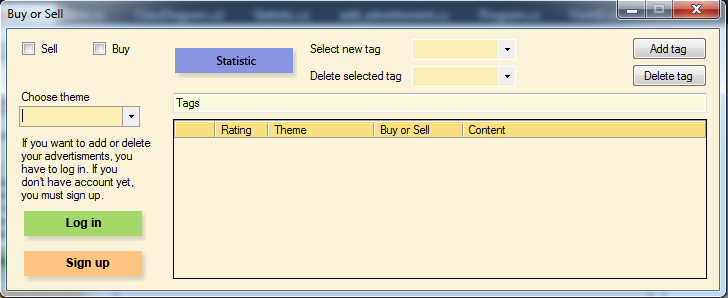 Buy or Sell
Sell
Buy
Statistic
Select new tag
Add tag
Delete selected tag
Delete tag
Choose theme
Tags
Rating
Theme
Buy or Sell
Content
If you want to add or delete
your advertisments, you
have to log in. If you
don't have account yet,
you must sign up.
Log in
Sign up